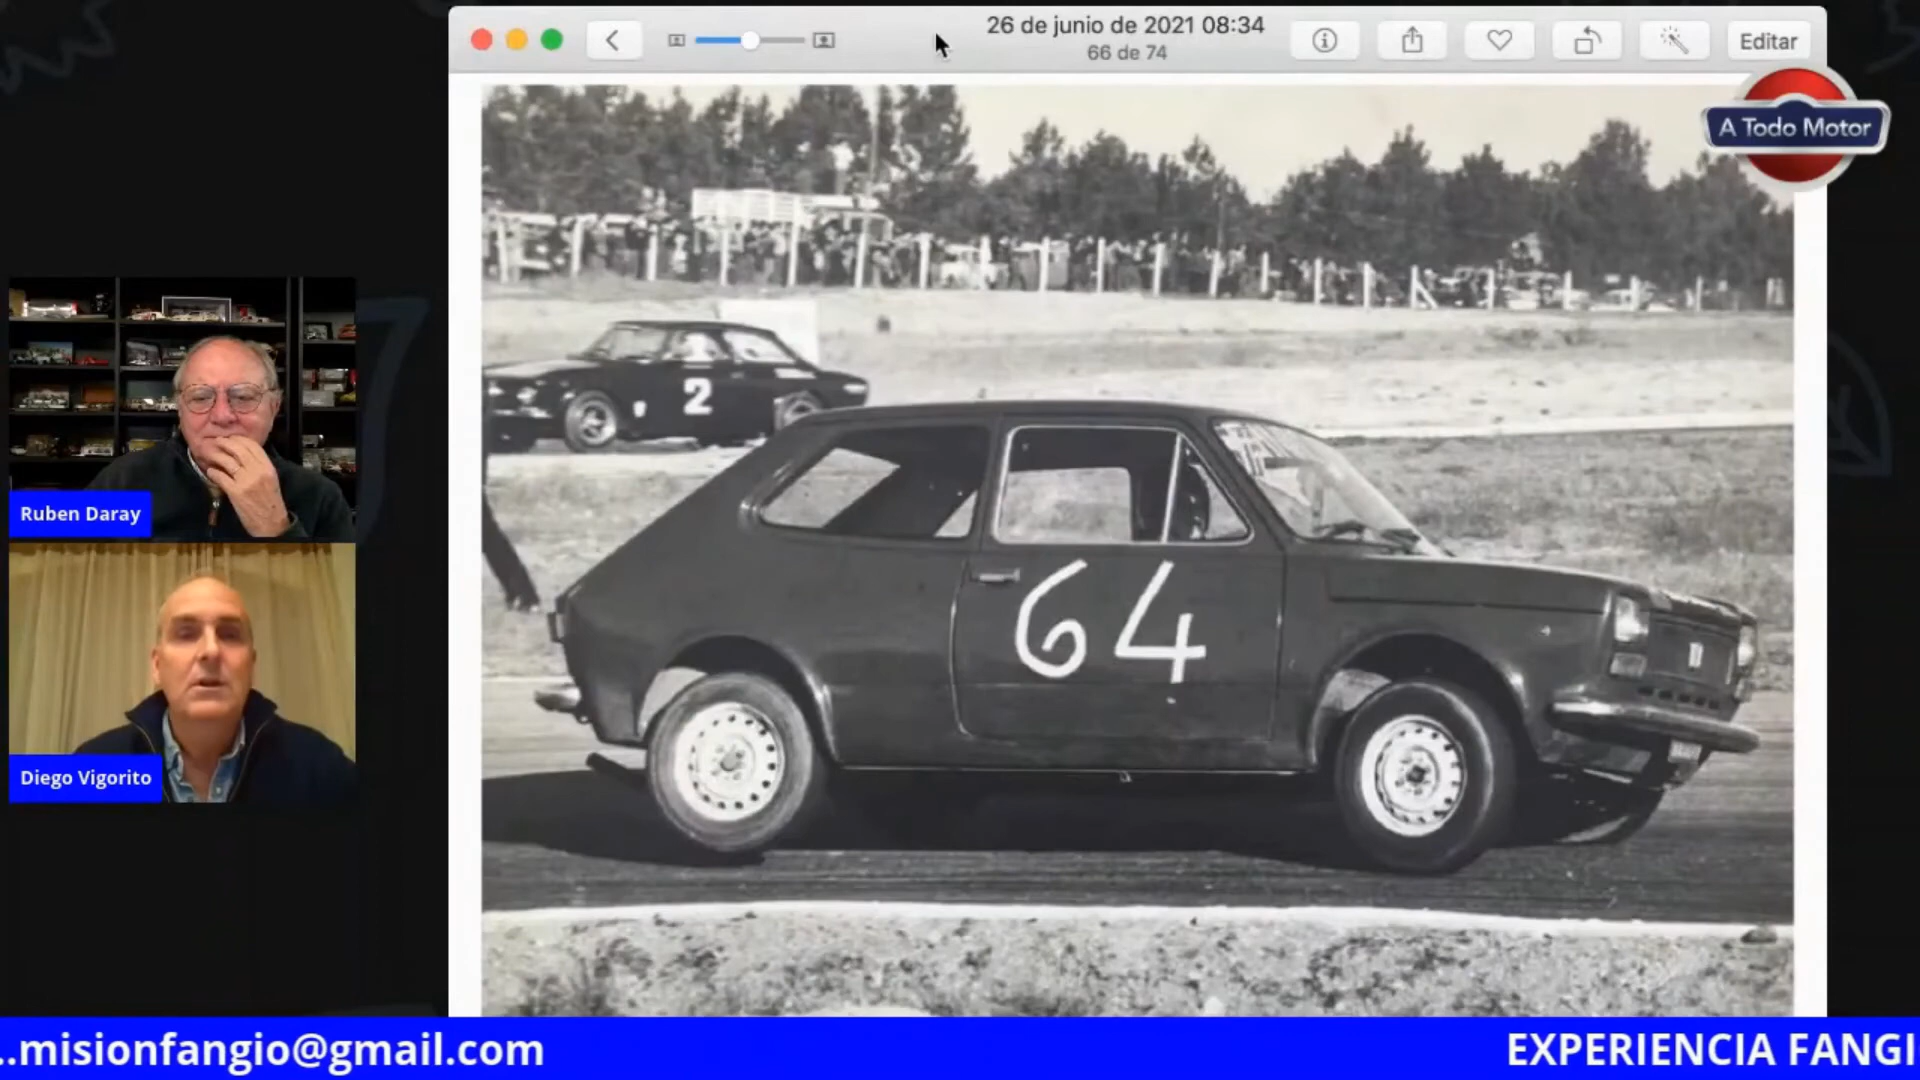 26 de junio de 2021 08:34
66 de 74
Editar
A Todo Motor
2
64
Ruben Daray
Diego Vigorito
..misionfangio@gmail.com
EXPERIENCIA FANGI